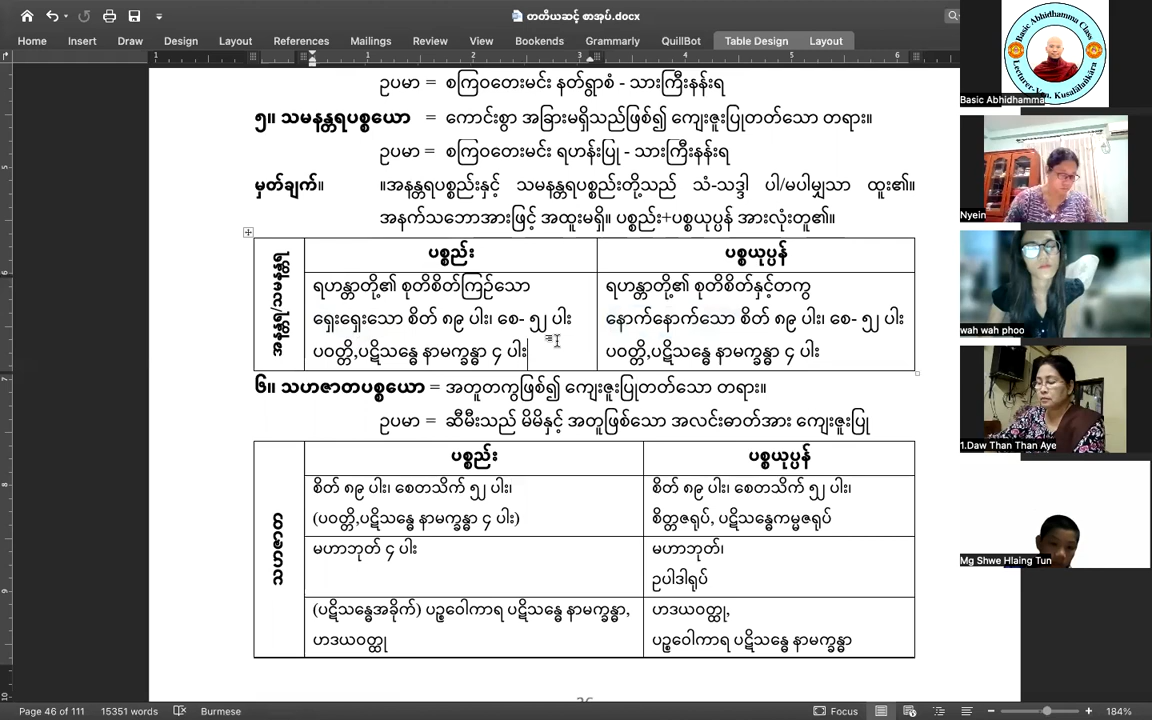 တတိယဆင့် စာအုပ်.docx
Home Insert Draw Design Layout References Mailings Review View Bookends Grammarly QuillBot Table Design Layout
ဥပမာ = စကြဝတေးမင်း နတ်ရွာစံ - သားကြီးနန်းရ
၅။ သမနန္တရပစ္စယော = ကောင်းစွာ အခြားမရှိသည်ဖြစ်၍ ကျေးဇူးပြုတတ်သော တရား။
ဥပမာ = စကြဝတေးမင်း ရဟန်းပြု - သားကြီးနန်းရ
မှတ်ချက်။ ။အနန္တရပစ္စည်းနှင့် သမနန္တရပစ္စည်းတို့သည် သံ-သဒ္ဒါ ပါ/မပါမျှသာ ထူး၏။
အနက်သဘောအားဖြင့် အထူးမရှိ။ ပစ္စည်း+ပစ္စယုပ္ပန် အားလုံးတူ၏။
အနန္တရ/သမနန္တရ
ပစ္စည်း ပစ္စယုပ္ပန်
ရဟန္တာတို့၏ စုတိစိတ်ကြဉ်သော ရဟန္တာတို့၏ စုတိစိတ်နှင့်တကွ
ရှေးရှေးသော စိတ် ၈၉ ပါး၊ စေ- ၅၂ ပါး နောက်နောက်သော စိတ် ၈၉ ပါး၊ စေ- ၅၂ ပါး
ပဝတ္တိ,ပဋိသန္ဓေ နာမက္ခန္ဓာ ၄ ပါး ပဝတ္တိ,ပဋိသန္ဓေ နာမက္ခန္ဓာ ၄ ပါး
၆။ သဟဇာတပစ္စယော = အတူတကွဖြစ်၍ ကျေးဇူးပြုတတ်သော တရား။
ဥပမာ = ဆီမီးသည် မိမိနှင့် အတူဖြစ်သော အလင်းဓာတ်အား ကျေးဇူးပြု
သဟဇာတ
ပစ္စည်း ပစ္စယုပ္ပန်
စိတ် ၈၉ ပါး၊ စေတသိက် ၅၂ ပါး၊ စိတ် ၈၉ ပါး၊ စေတသိက် ၅၂ ပါး၊
(ပဝတ္တိ,ပဋိသန္ဓေ နာမက္ခန္ဓာ ၄ ပါး) စိတ္တဇရုပ်, ပဋိသန္ဓေကမ္မဇရုပ်
မဟာဘုတ် ၄ ပါး မဟာဘုတ်၊
ဥပါဒါရုပ်
(ပဋိသန္ဓေအခိုက်) ပဉ္စဝေါကာရ ပဋိသန္ဓေ နာမက္ခန္ဓာ, ဟဒယဝတ္ထု,
ဟဒယဝတ္ထု ပဉ္စဝေါကာရ ပဋိသန္ဓေ နာမက္ခန္ဓာ
Page 46 of 111 15351 words Burmese Focus 184%
Basic Abhidhamma Class
Lecturer-Ven. Kusalālaṅkāra
Basic Abhidhamma
Nyein
wah wah phoo
1.Daw Than Than Aye
Mg Shwe Hlaing Tun